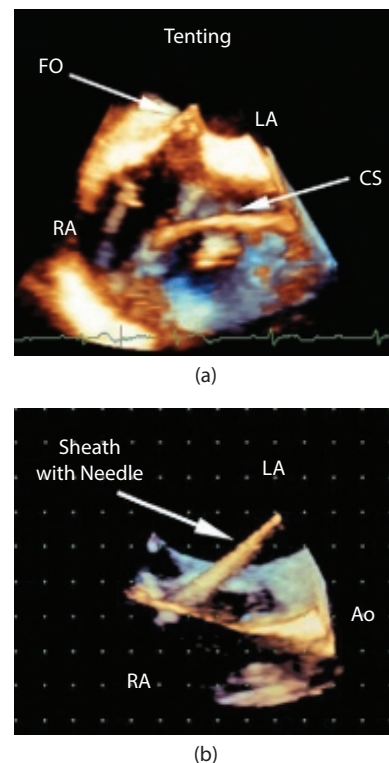 Tenting
FO
LA
CS
RA
(a)
Sheath
with Needle
LA
Ao
RA
(b)